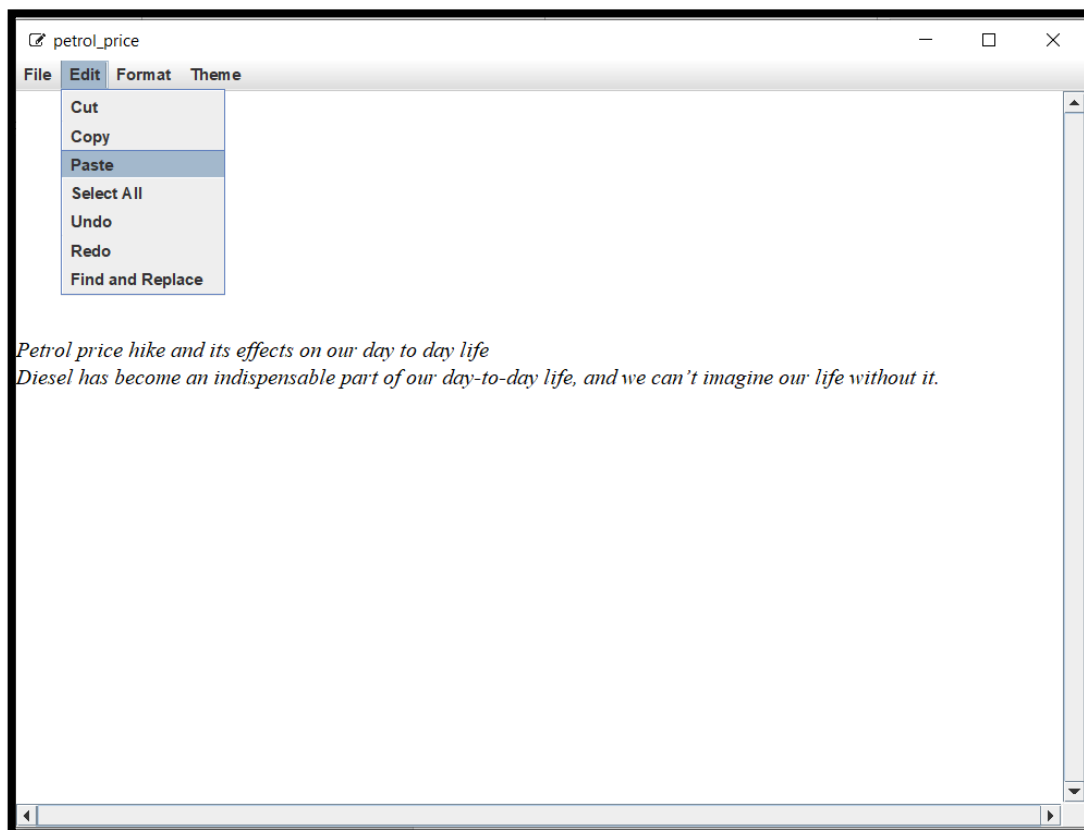 petrol_price
File Edit Format Theme
Cut
Copy
Paste
Select All
Undo
Redo
Find and Replace
Petrol price hike and its effects on our day to day life
Diesel has become an indispensable part of our day-to-day life, and we can’t imagine our life without it.